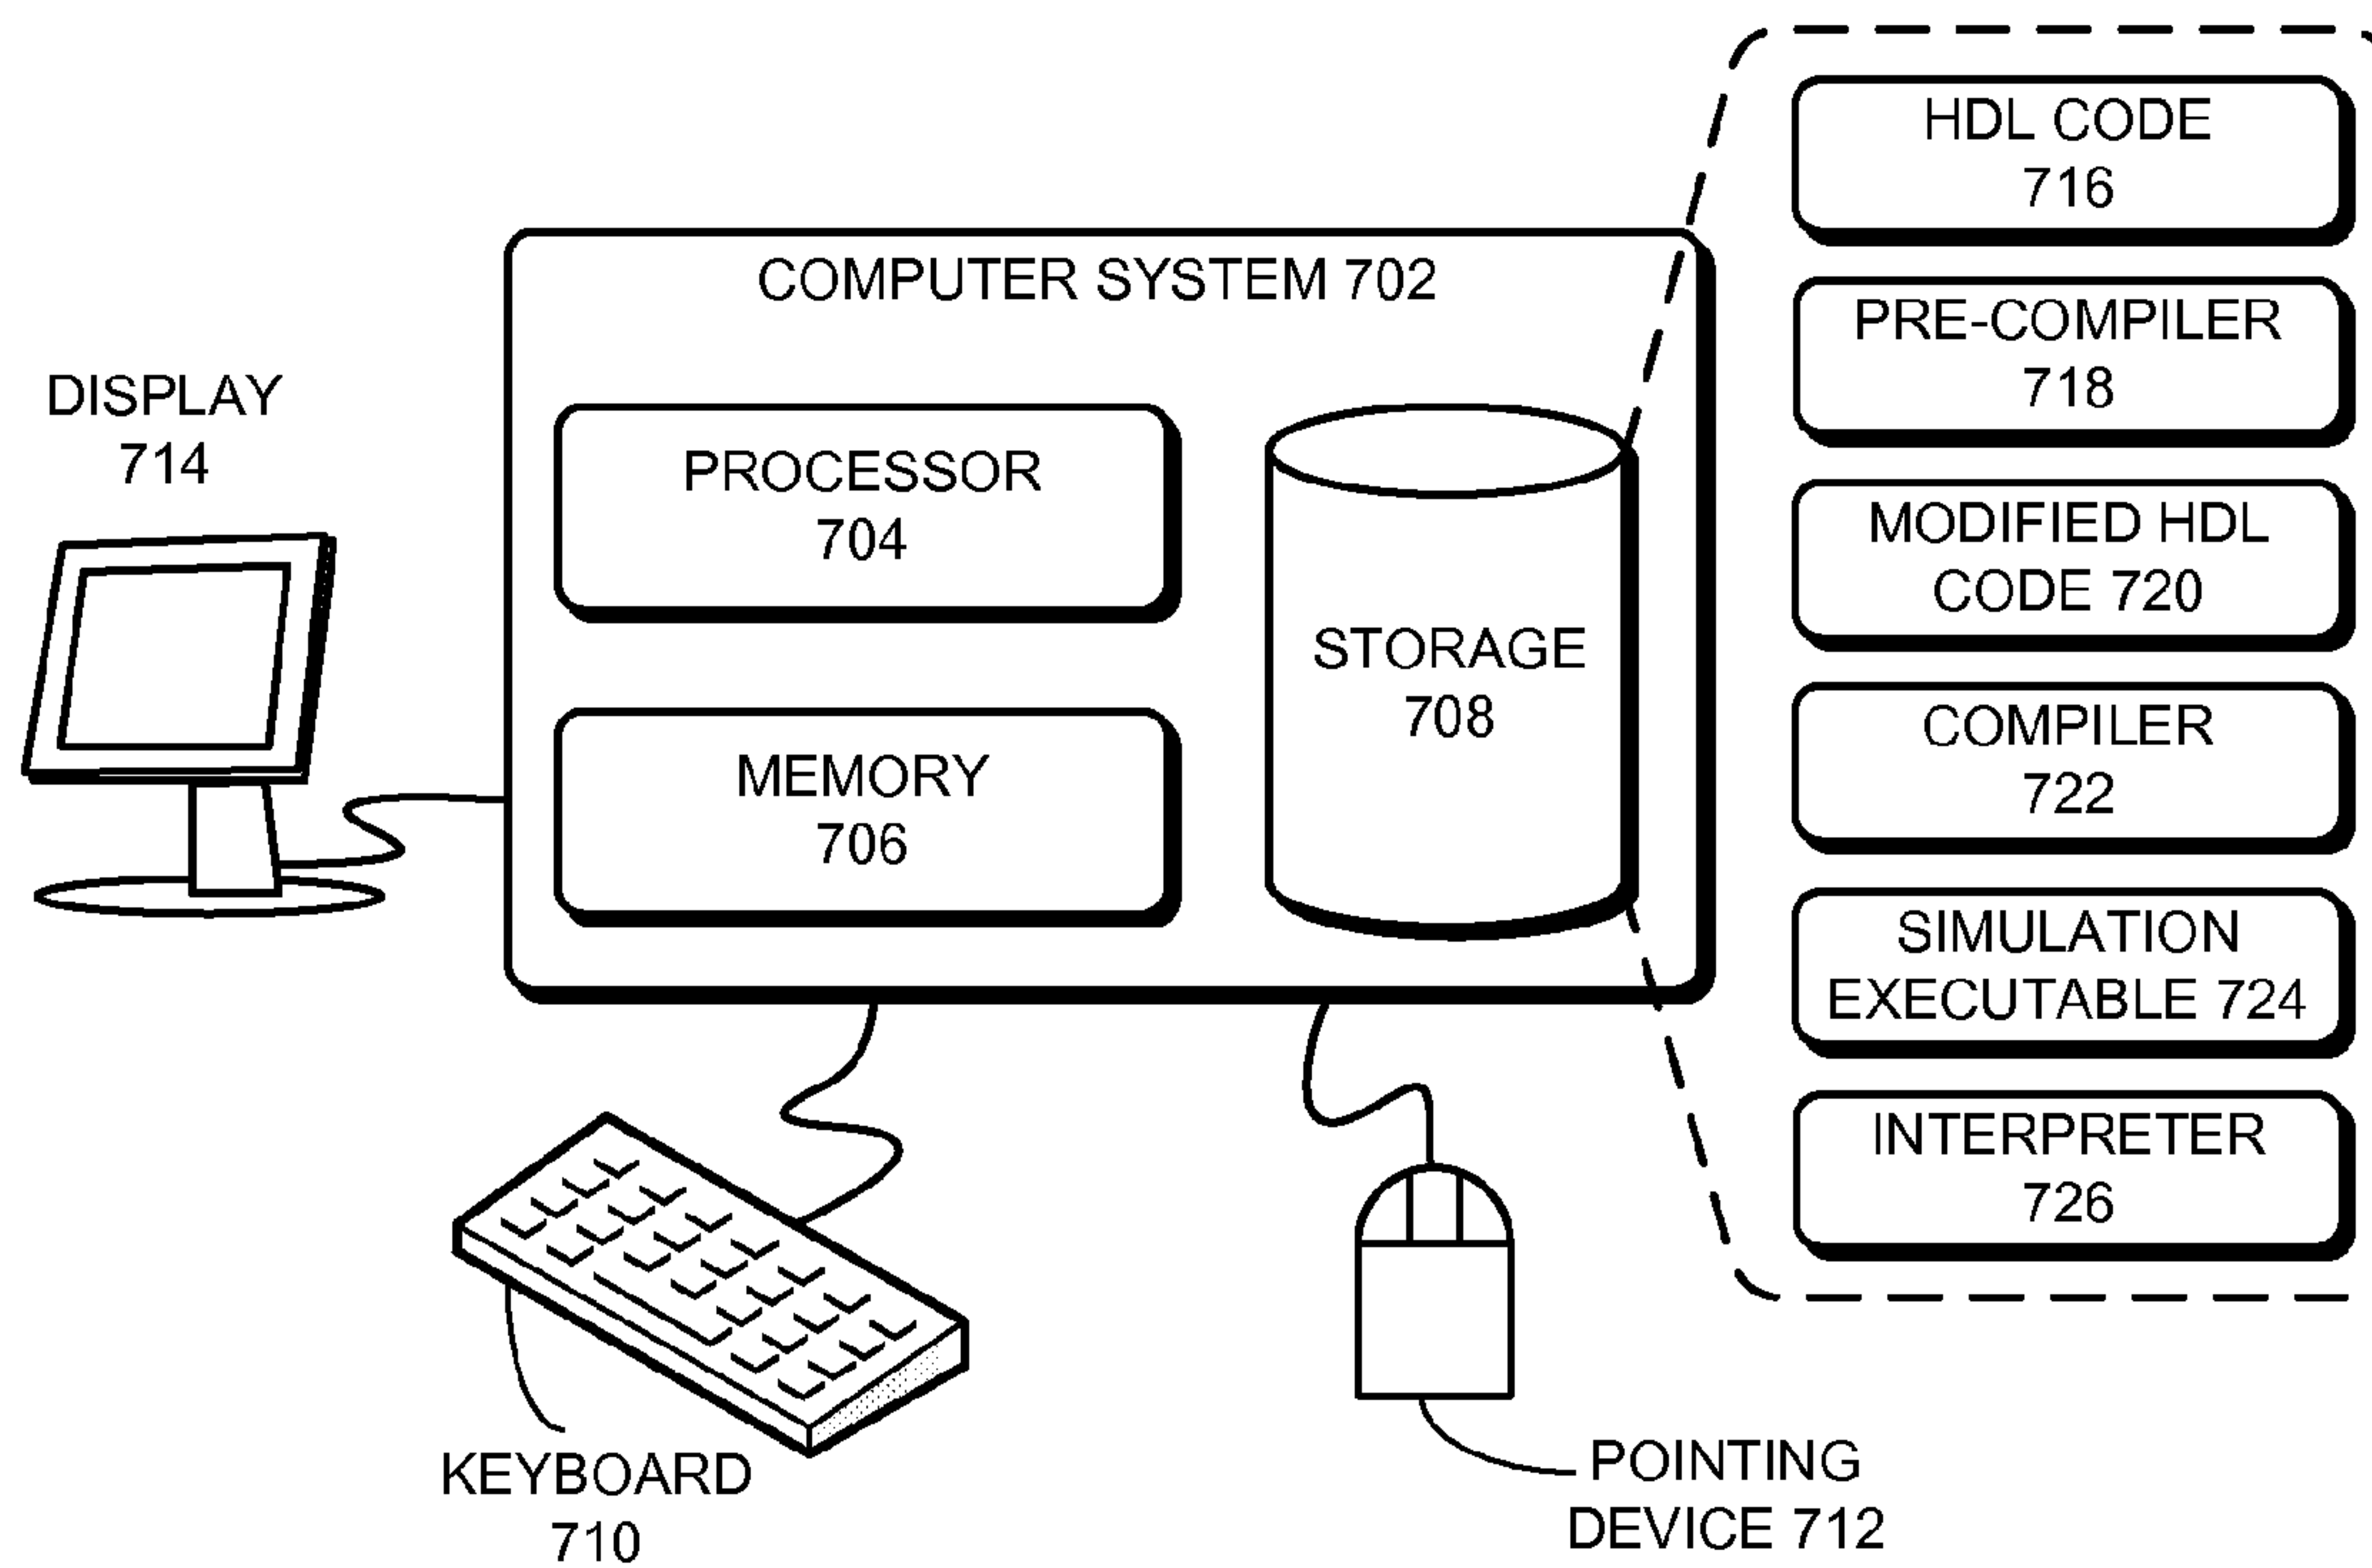 COMPUTER SYSTEM 702
DISPLAY
714
PROCESSOR
704
MEMORY
706
STORAGE
708
KEYBOARD
710
POINTING
DEVICE 712
HDL CODE
716
PRE-COMPILER
718
MODIFIED HDL
CODE 720
COMPILER
722
SIMULATION
EXECUTABLE 724
INTERPRETER
726